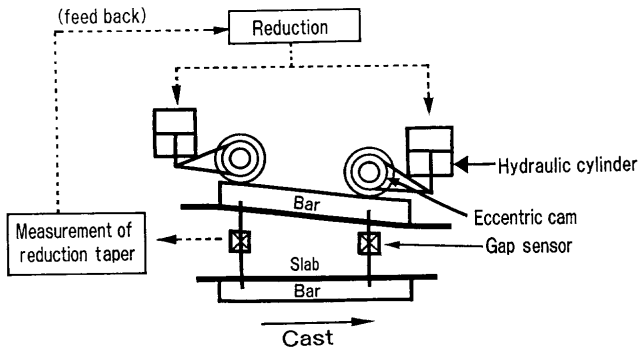 (feed back)
Reduction
Hydraulic cylinder
Bar
Eccentric cam
Measurement of
reduction taper
Gap sensor
Slab
Bar
Cast